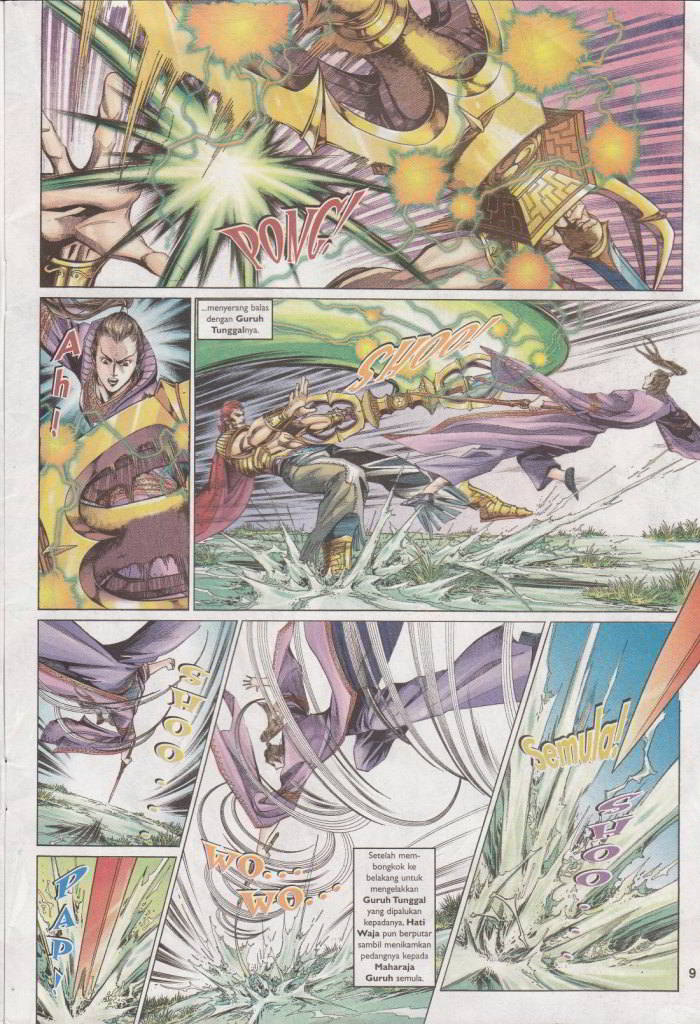 PONG!
Ah!
...menyerang balas
dengan Guruh
Tunggalnya.
SHOO!
SHOO...
WO...
WO...
Setelah mem-
bongkok ke
belakang untuk
mengelakkan
Guruh Tunggal
yang dipalukan
kepadanya, Hati
Waja pun berputar
sambil menikamkan
pedangnya kepada
Maharaja
Guruh semula.
Semula!
SHOO...
PAP!
9